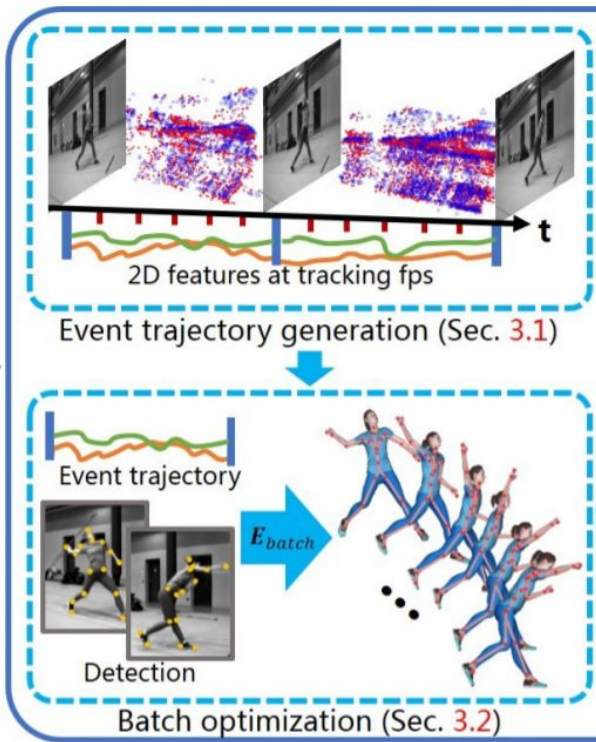 t
2D features at tracking fps
Event trajectory generation (Sec. 3.1)
Event trajectory
E_batch
Detection
Batch optimization (Sec. 3.2)